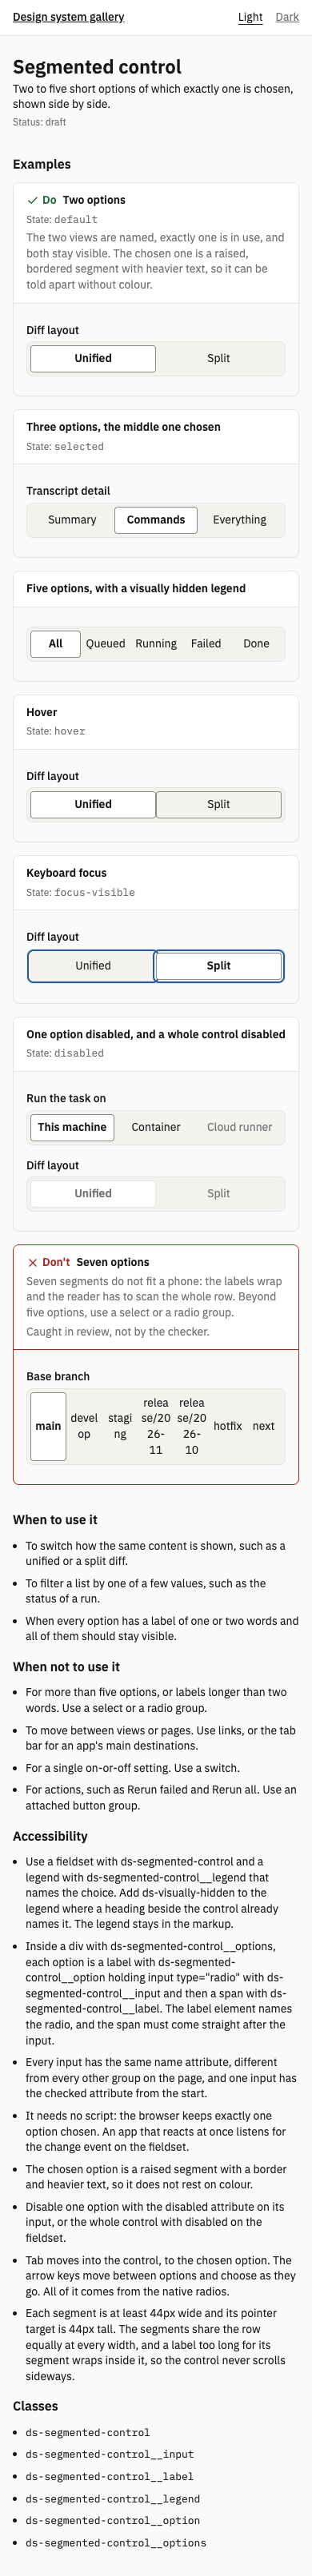 Design system gallery Light Dark
Segmented control
Two to five short options of which exactly one is chosen,
shown side by side.
Status: draft
Examples
Do Two options
State: default
The two views are named, exactly one is in use, and
both stay visible. The chosen one is a raised,
bordered segment with heavier text, so it can be
told apart without colour.
Diff layout
Unified Split
Three options, the middle one chosen
State: selected
Transcript detail
Summary Commands Everything
Five options, with a visually hidden legend
All Queued Running Failed Done
Hover
State: hover
Diff layout
Unified Split
Keyboard focus
State: focus-visible
Diff layout
Unified Split
One option disabled, and a whole control disabled
State: disabled
Run the task on
This machine Container Cloud runner
Diff layout
Unified Split
Don't Seven options
Seven segments do not fit a phone: the labels wrap
and the reader has to scan the whole row. Beyond
five options, use a select or a radio group.
Caught in review, not by the checker.
Base branch
main
devel
op
stagi
ng
relea
se/20
26-
11
relea
se/20
26-
10
hotfix
next
When to use it
To switch how the same content is shown, such as a
unified or a split diff.
To filter a list by one of a few values, such as the
status of a run.
When every option has a label of one or two words and
all of them should stay visible.
When not to use it
For more than five options, or labels longer than two
words. Use a select or a radio group.
To move between views or pages. Use links, or the tab
bar for an app's main destinations.
For a single on-or-off setting. Use a switch.
For actions, such as Rerun failed and Rerun all. Use an
attached button group.
Accessibility
Use a fieldset with ds-segmented-control and a
legend with ds-segmented-control__legend that
names the choice. Add ds-visually-hidden to the
legend where a heading beside the control already
names it. The legend stays in the markup.
Inside a div with ds-segmented-control__options,
each option is a label with ds-segmented-
control__option holding input type="radio" with ds-
segmented-control__input and then a span with ds-
segmented-control__label. The label element names
the radio, and the span must come straight after the
input.
Every input has the same name attribute, different
from every other group on the page, and one input has
the checked attribute from the start.
It needs no script: the browser keeps exactly one
option chosen. An app that reacts at once listens for
the change event on the fieldset.
The chosen option is a raised segment with a border
and heavier text, so it does not rest on colour.
Disable one option with the disabled attribute on its
input, or the whole control with disabled on the
fieldset.
Tab moves into the control, to the chosen option. The
arrow keys move between options and choose as they
go. All of it comes from the native radios.
Each segment is at least 44px wide and its pointer
target is 44px tall. The segments share the row
equally at every width, and a label too long for its
segment wraps inside it, so the control never scrolls
sideways.
Classes
ds-segmented-control
ds-segmented-control__input
ds-segmented-control__label
ds-segmented-control__legend
ds-segmented-control__option
ds-segmented-control__options